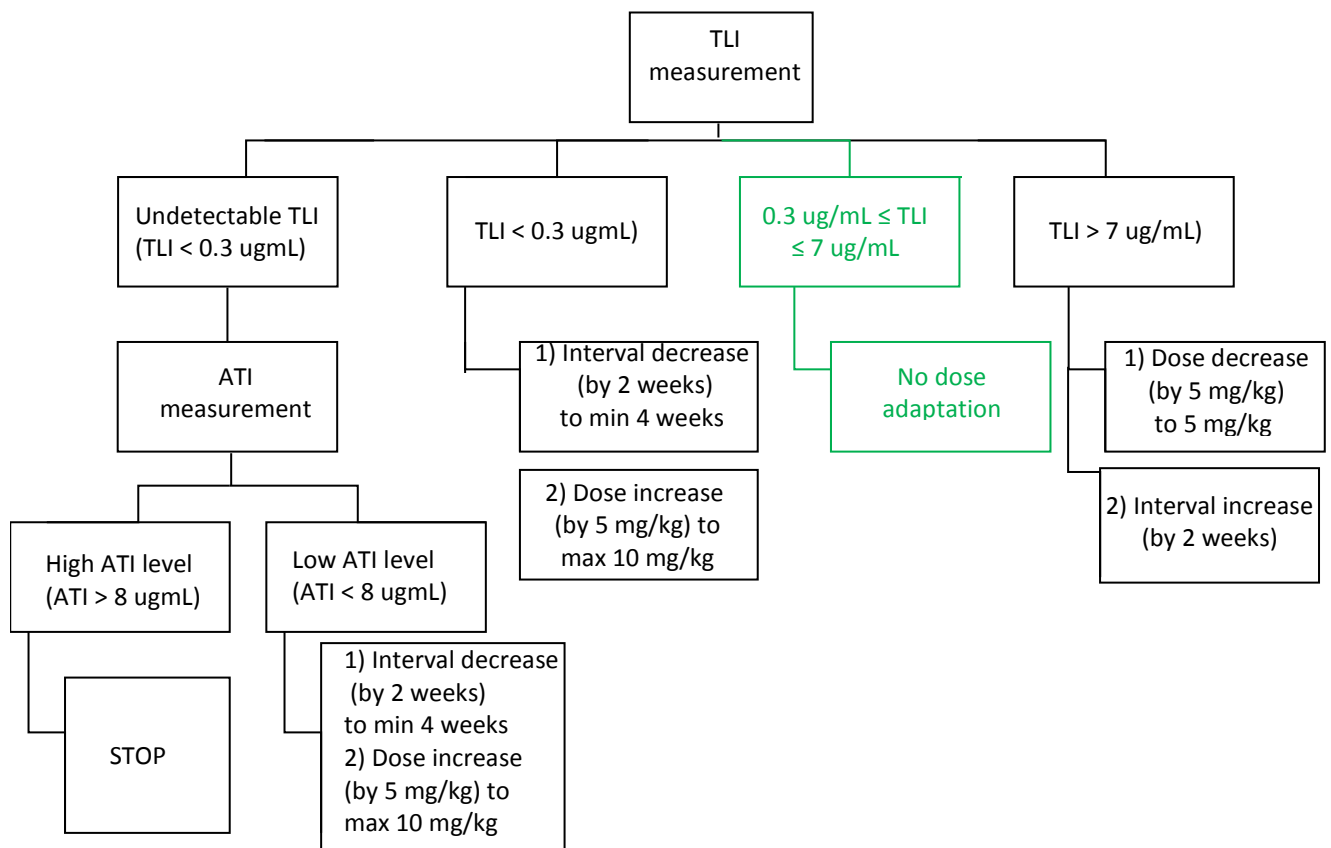 TLI
measurement
Undetectable TLI
(TLI < 0.3 ugmL)
TLI < 0.3 ugmL)
0.3 ug/mL ≤ TLI
≤ 7 ug/mL
TLI > 7 ug/mL)
ATI
measurement
1) Interval decrease
(by 2 weeks)
to min 4 weeks
No dose
adaptation
1) Dose decrease
(by 5 mg/kg)
to 5 mg/kg
2) Dose increase
(by 5 mg/kg) to
max 10 mg/kg
2) Interval increase
(by 2 weeks)
High ATI level
(ATI > 8 ugmL)
Low ATI level
(ATI < 8 ugmL)
STOP
1) Interval decrease
(by 2 weeks)
to min 4 weeks
2) Dose increase
(by 5 mg/kg) to
max 10 mg/kg